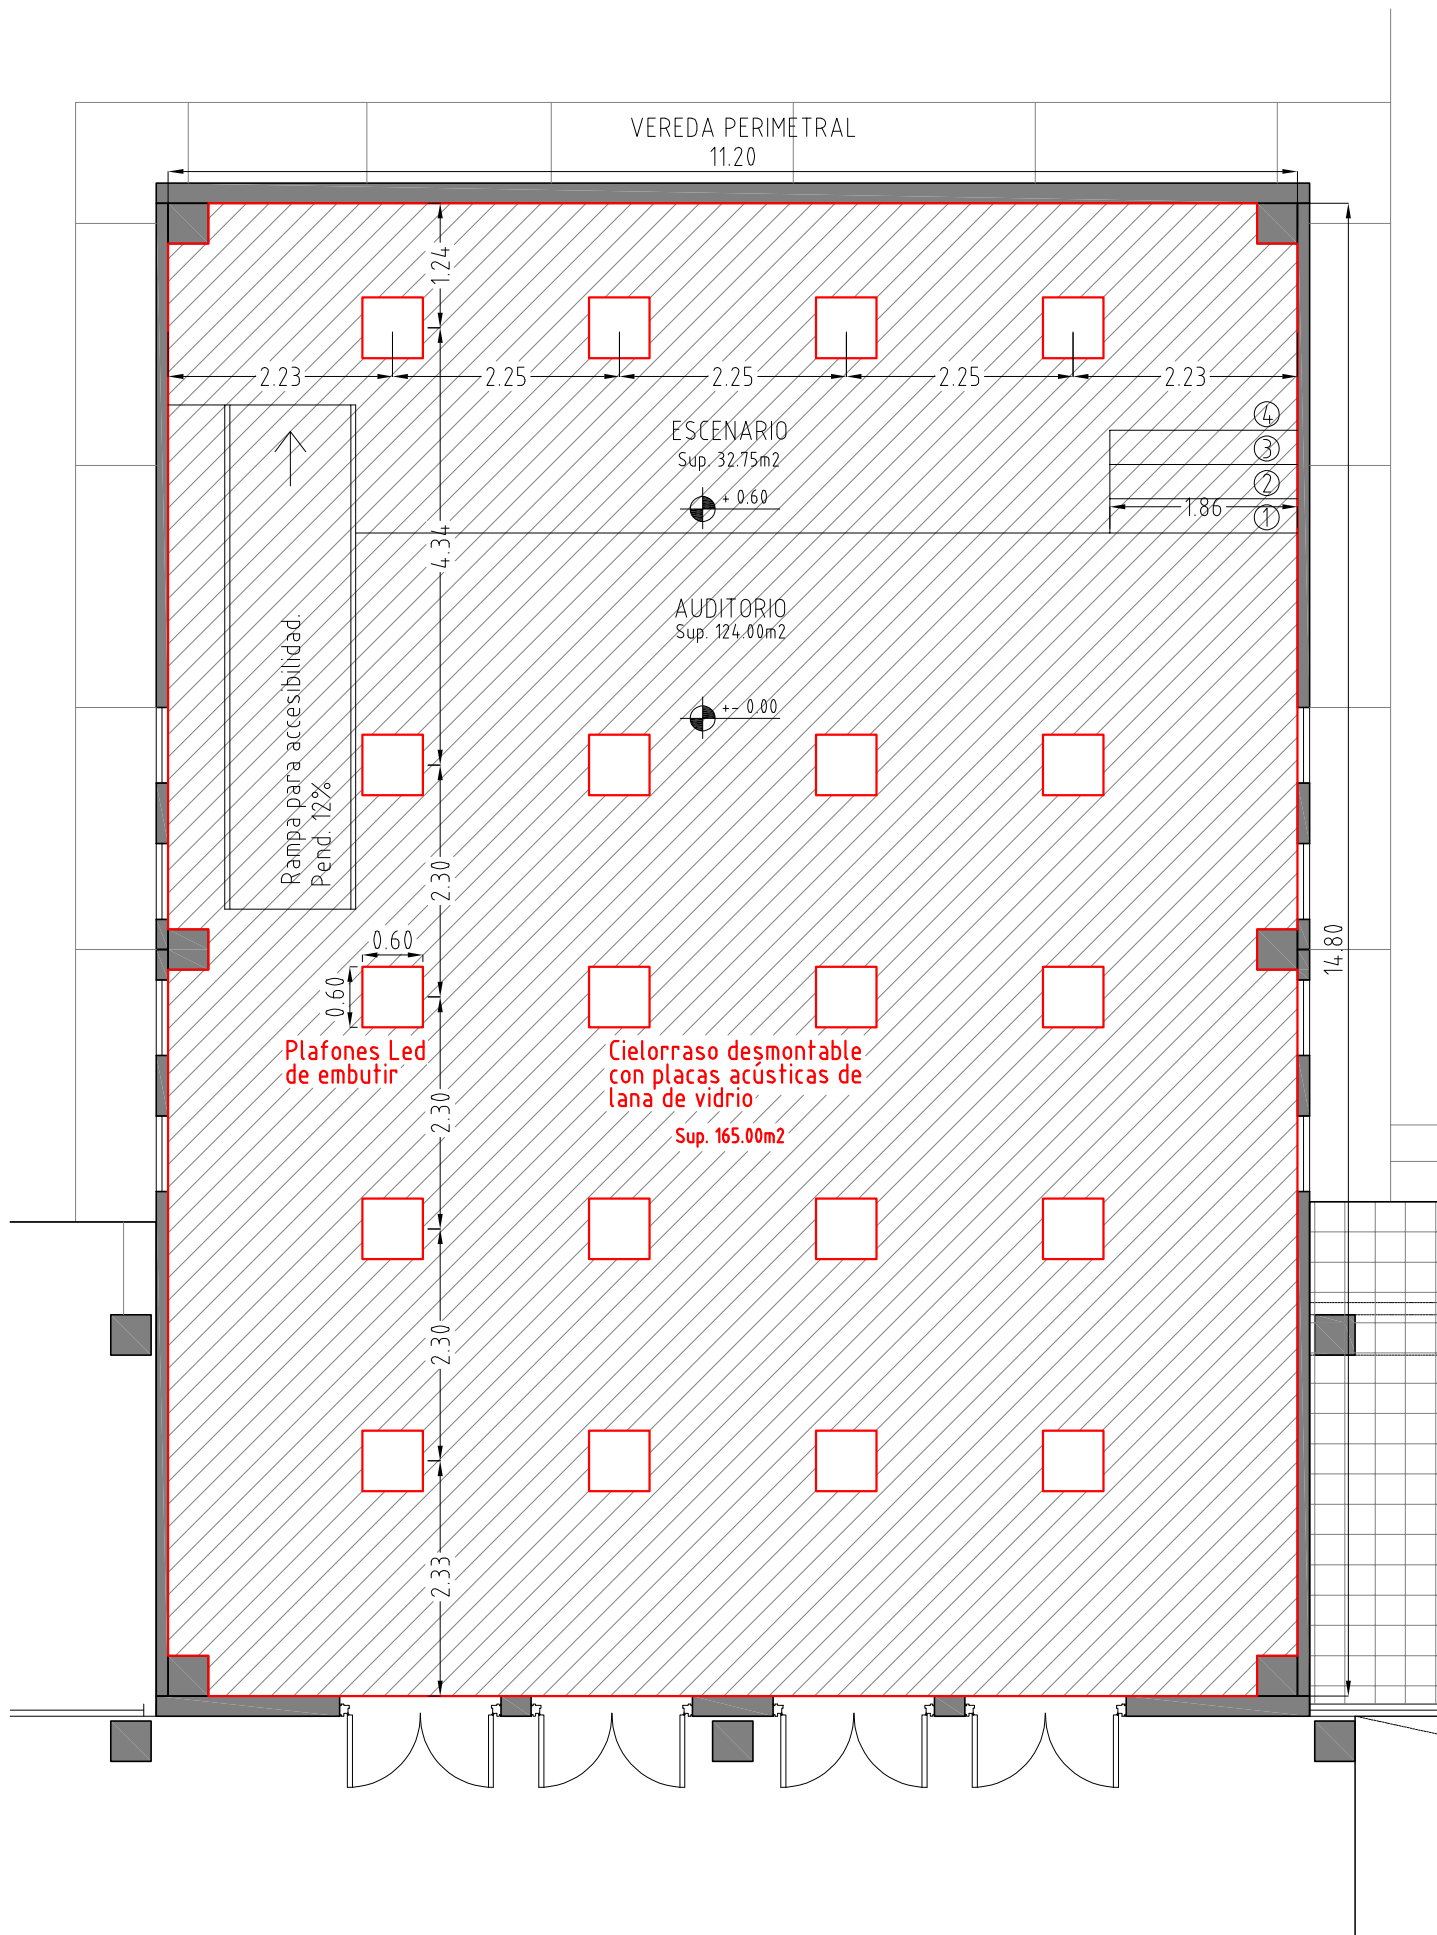 VEREDA PERIMETRAL
11.20
1.24
2.23
2.25
2.25
2.25
2.23
ESCENARIO
Sup. 32.75m2
+ 0.60
4
3
2
1
1.86
4.34
AUDITORIO
Sup. 124.00m2
+- 0.00
Rampa para accesibilidad.
Pend. 12%
2.30
14.80
0.60
0.60
Plafones Led
de embutir
Cielorraso desmontable
con placas acústicas de
lana de vidrio
Sup. 165.00m2
2.30
2.30
2.33